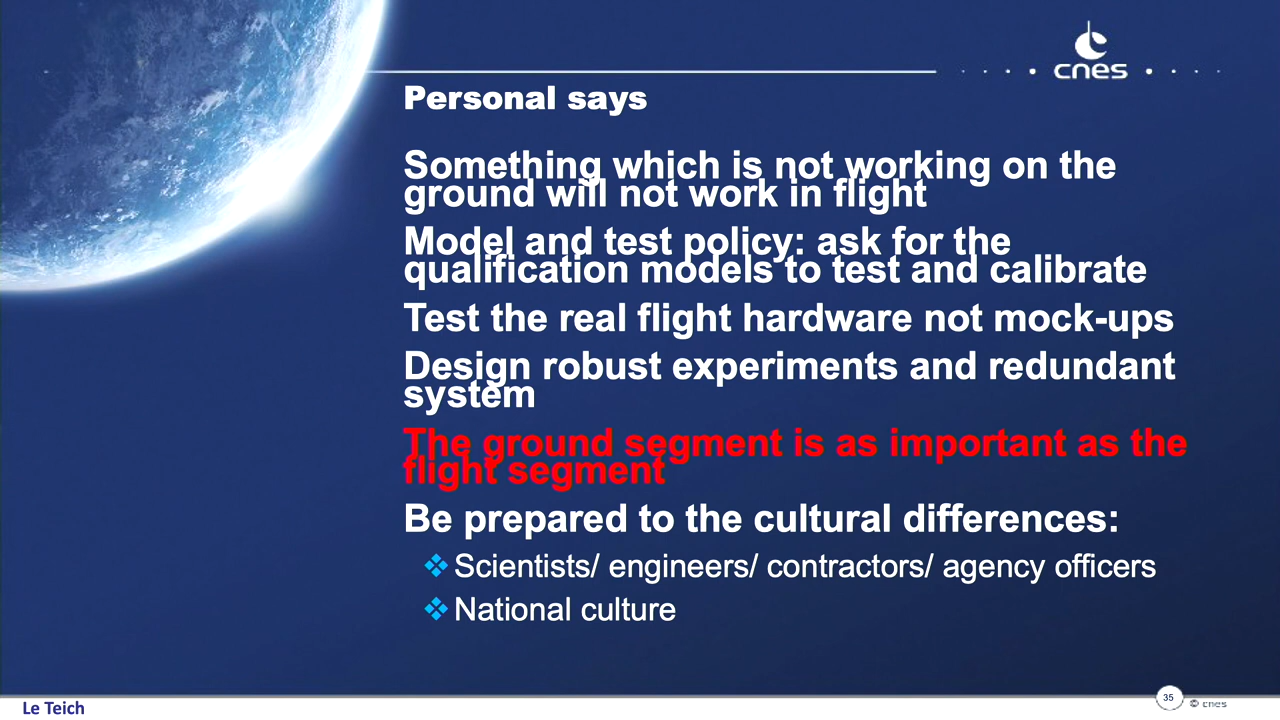 cnes
Personal says
Something which is not working on the
ground will not work in flight
Model and test policy: ask for the
qualification models to test and calibrate
Test the real flight hardware not mock-ups
Design robust experiments and redundant
system
The ground segment is as important as the
flight segment
Be prepared to the cultural differences:
❖ Scientists/ engineers/ contractors/ agency officers
❖ National culture
Le Teich
35
© cnes